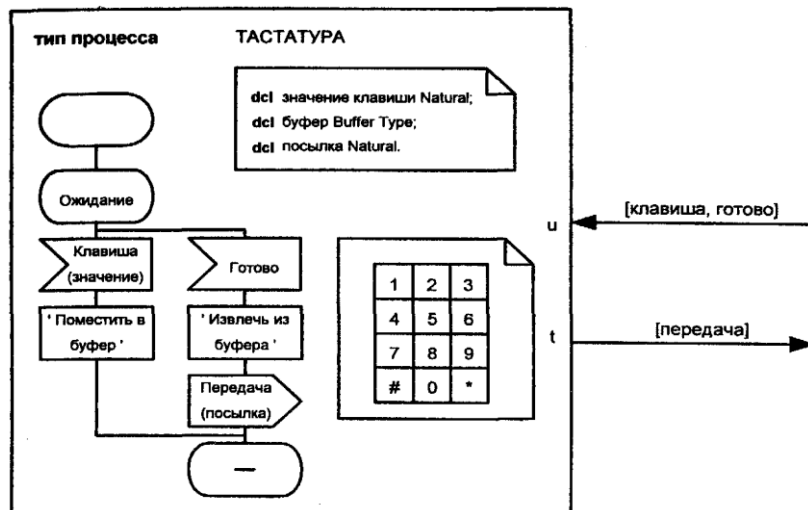 тип процесса ТАСТАТУРА
dcl значение клавиши Natural;
dcl буфер Buffer Type;
dcl посылка Natural.
Ожидание
Клавиша
(значение)
Готово
' Поместить в
буфер '
' Извлечь из
буфера '
Передача
(посылка)
—
1 2 3
4 5 6
7 8 9
# 0 *
u
[клавиша, готово]
t
[передача]